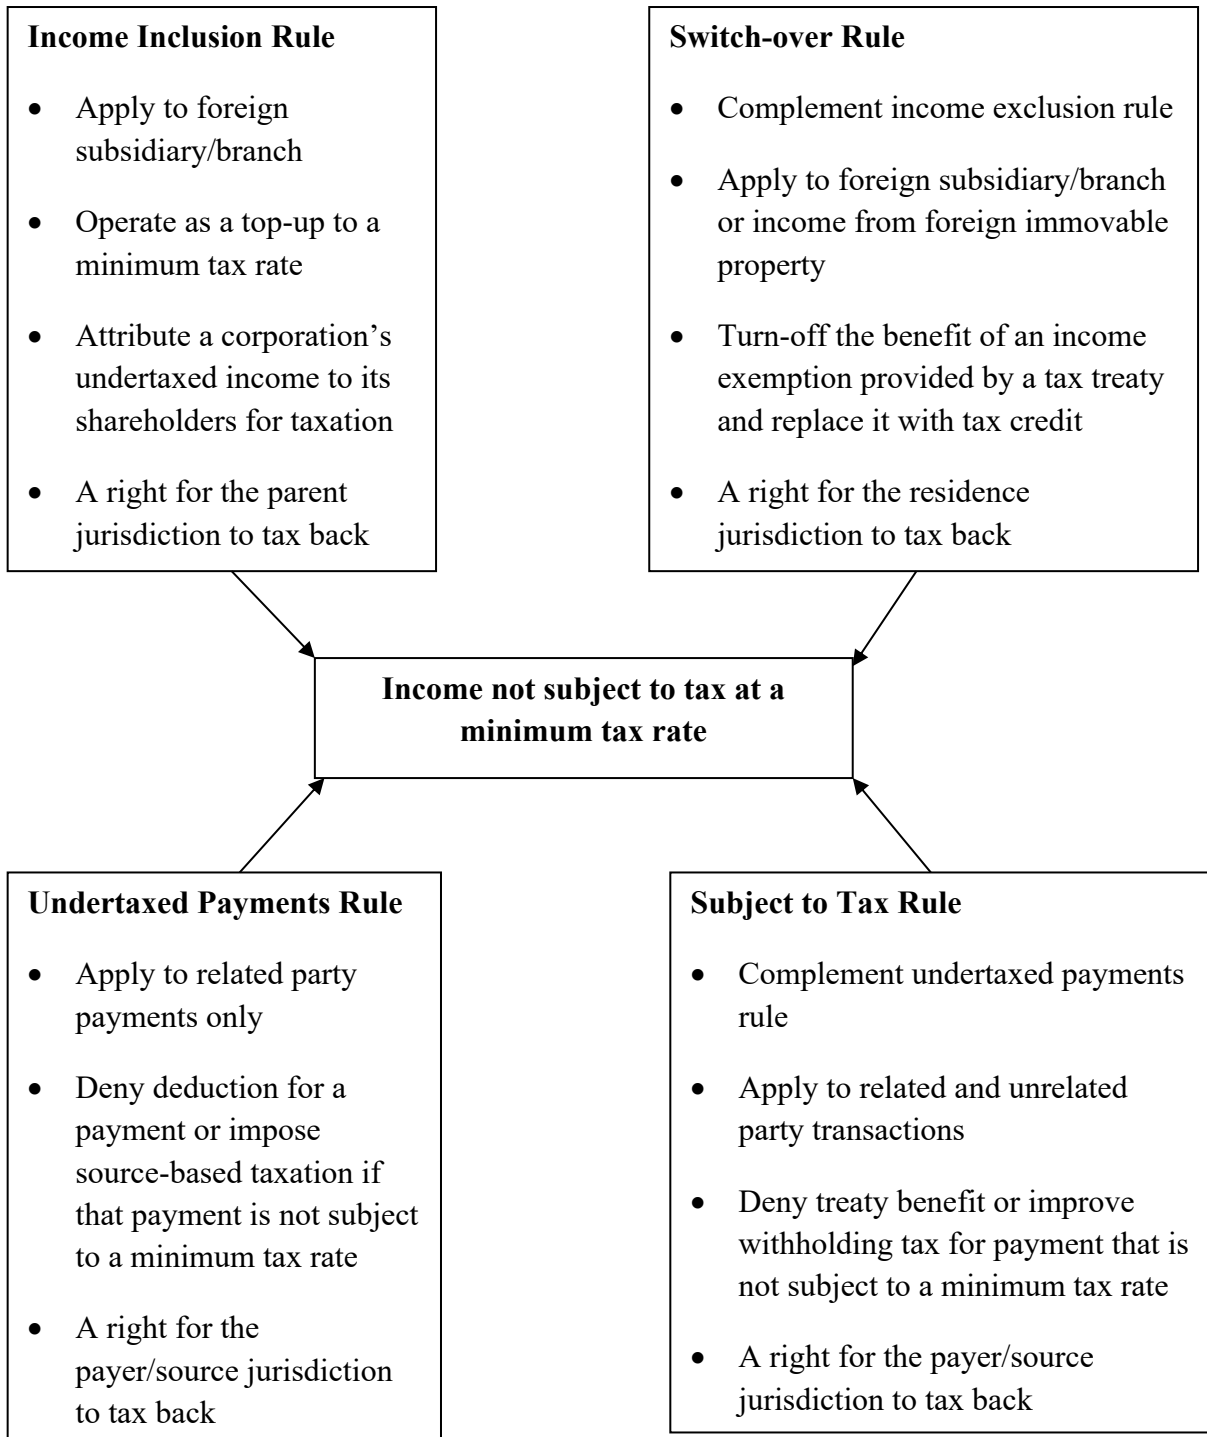 Income Inclusion Rule
• Apply to foreign
subsidiary/branch
• Operate as a top-up to a
minimum tax rate
• Attribute a corporation’s
undertaxed income to its
shareholders for taxation
• A right for the parent
jurisdiction to tax back
Switch-over Rule
• Complement income exclusion rule
• Apply to foreign subsidiary/branch
or income from foreign immovable
property
• Turn-off the benefit of an income
exemption provided by a tax treaty
and replace it with tax credit
• A right for the residence
jurisdiction to tax back
Income not subject to tax at a
minimum tax rate
Undertaxed Payments Rule
• Apply to related party
payments only
• Deny deduction for a
payment or impose
source-based taxation if
that payment is not subject
to a minimum tax rate
• A right for the
payer/source jurisdiction
to tax back
Subject to Tax Rule
• Complement undertaxed payments
rule
• Apply to related and unrelated
party transactions
• Deny treaty benefit or improve
withholding tax for payment that is
not subject to a minimum tax rate
• A right for the payer/source
jurisdiction to tax back